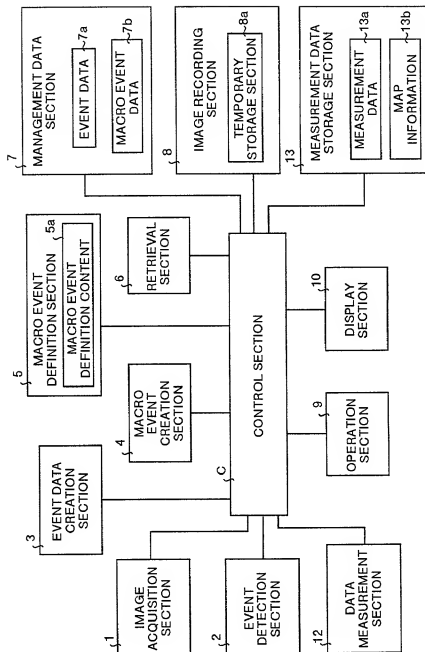 1
IMAGE
ACQUISITION
SECTION
2
EVENT
DETECTION
SECTION
12
DATA
MEASUREMENT
SECTION
3
EVENT DATA
CREATION
SECTION
4
MACRO
EVENT
CREATION
SECTION
5
MACRO EVENT
DEFINITION SECTION
5a
MACRO EVENT
DEFINITION CONTENT
6
RETRIEVAL
SECTION
C
CONTROL SECTION
9
OPERATION
SECTION
10
DISPLAY
SECTION
7
MANAGEMENT DATA
SECTION
EVENT DATA
7a
MACRO EVENT
DATA
7b
8
IMAGE RECORDING
SECTION
TEMPORARY
STORAGE SECTION
8a
13
MEASUREMENT DATA
STORAGE SECTION
MEASUREMENT
DATA
13a
MAP
INFORMATION
13b